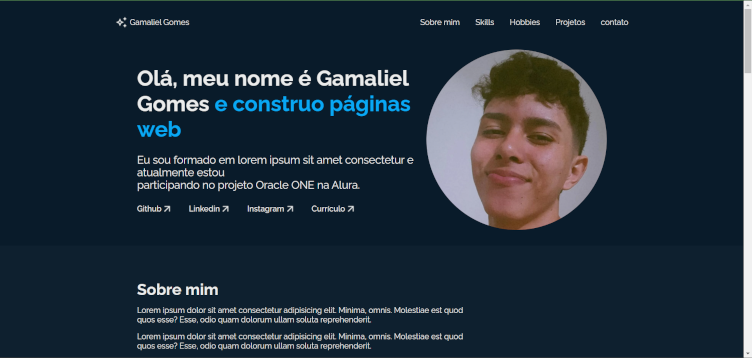 Gamaliel Gomes
Sobre mim Skills Hobbies Projetos contato
Olá, meu nome é Gamaliel
Gomes e construo páginas
web
Eu sou formado em lorem ipsum sit amet consectetur e
atualmente estou
participando no projeto Oracle ONE na Alura.
Github Linkedin Instagram Currículo
Sobre mim
Lorem ipsum dolor sit amet consectetur adipisicing elit. Minima, omnis. Molestiae est quod
quos esse? Esse, odio quam dolorum ullam soluta reprehenderit.
Lorem ipsum dolor sit amet consectetur adipisicing elit. Minima, omnis. Molestiae est quod
quos esse? Esse, odio quam dolorum ullam soluta reprehenderit.